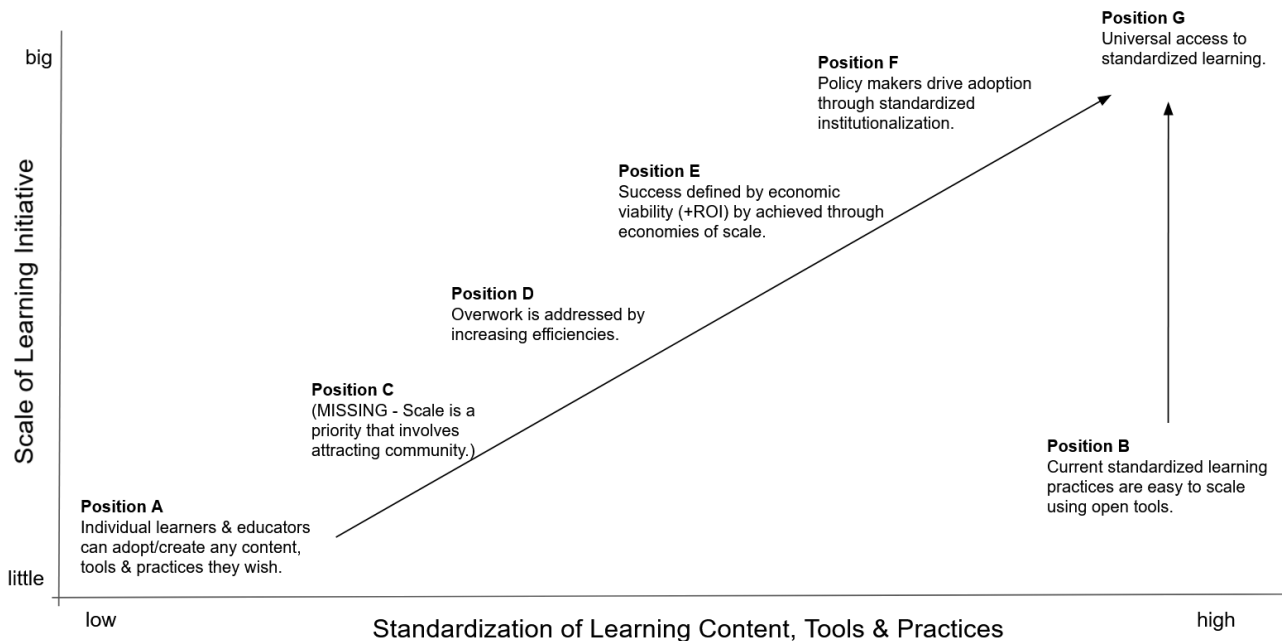 Position G
Universal access to
standardized learning.
big
Position F
Policy makers drive adoption
through standardized
institutionalization.
Position E
Success defined by economic
viability (+ROI) by achieved through
economies of scale.
Scale of Learning Initiative
Position D
Overwork is addressed by
increasing efficiencies.
Position C
(MISSING - Scale is a
priority that involves
attracting community.)
Position B
Current standardized learning
practices are easy to scale
using open tools.
Position A
Individual learners & educators
can adopt/create any content,
tools & practices they wish.
little
low
high
Standardization of Learning Content, Tools & Practices